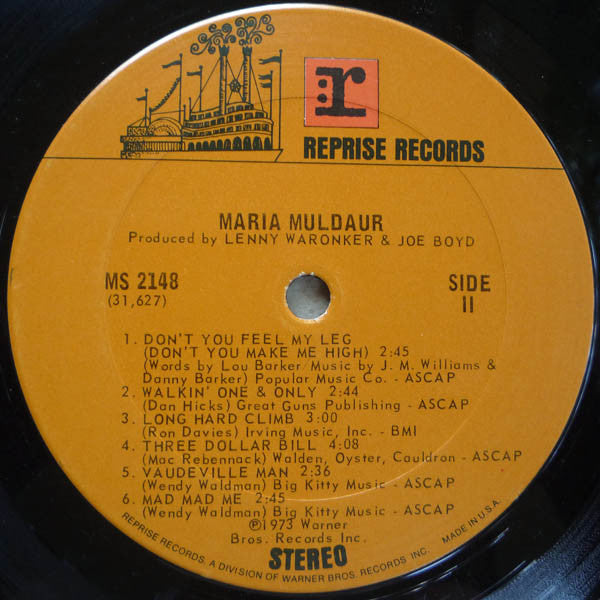 :r
REPRISE RECORDS
MARIA MULDAUR
Produced by LENNY WARONKER & JOE BOYD
MS 2148
(31,627)
SIDE
II
1. DON'T YOU FEEL MY LEG
(DON'T YOU MAKE ME HIGH) 2:45
(Words by Lou Barker/Music by J. M. Williams &
Danny Barker) Popular Music Co. - ASCAP
2. WALKIN' ONE & ONLY 2:44
(Dan Hicks) Great Guns Publishing - ASCAP
3. LONG HARD CLIMB 3:00
(Ron Davies) Irving Music, Inc. - BMI
4. THREE DOLLAR BILL 4:08
(Mac Rebennack) Walden, Oyster, Cauldron - ASCAP
5. VAUDEVILLE MAN 2:36
(Wendy Waldman) Big Kitty Music - ASCAP
6. MAD MAD ME 2:45
(Wendy Waldman) Big Kitty Music - ASCAP
℗1973 Warner
Bros. Records Inc.
STEREO
REPRISE RECORDS, A DIVISION OF WARNER BROS. RECORDS INC. MADE IN U.S.A.